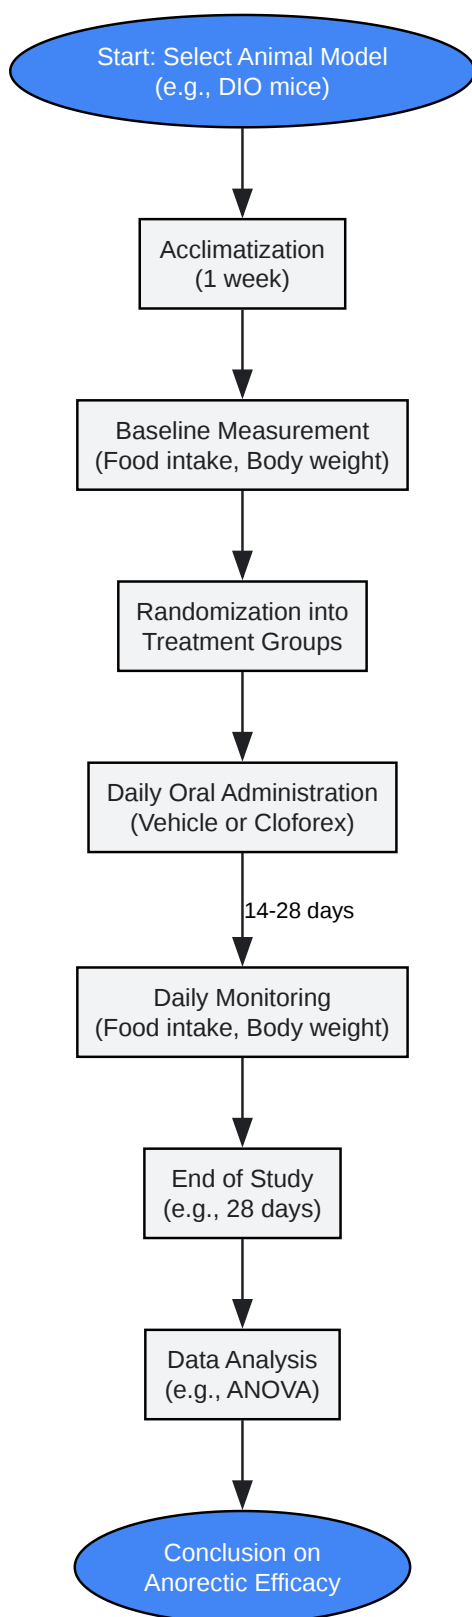 Start: Select Animal Model
(e.g., DIO mice)
Acclimatization
(1 week)
Baseline Measurement
(Food intake, Body weight)
Randomization into
Treatment Groups
Daily Oral Administration
(Vehicle or Cloforex)
14-28 days
Daily Monitoring
(Food intake, Body weight)
End of Study
(e.g., 28 days)
Data Analysis
(e.g., ANOVA)
Conclusion on
Anorectic Efficacy